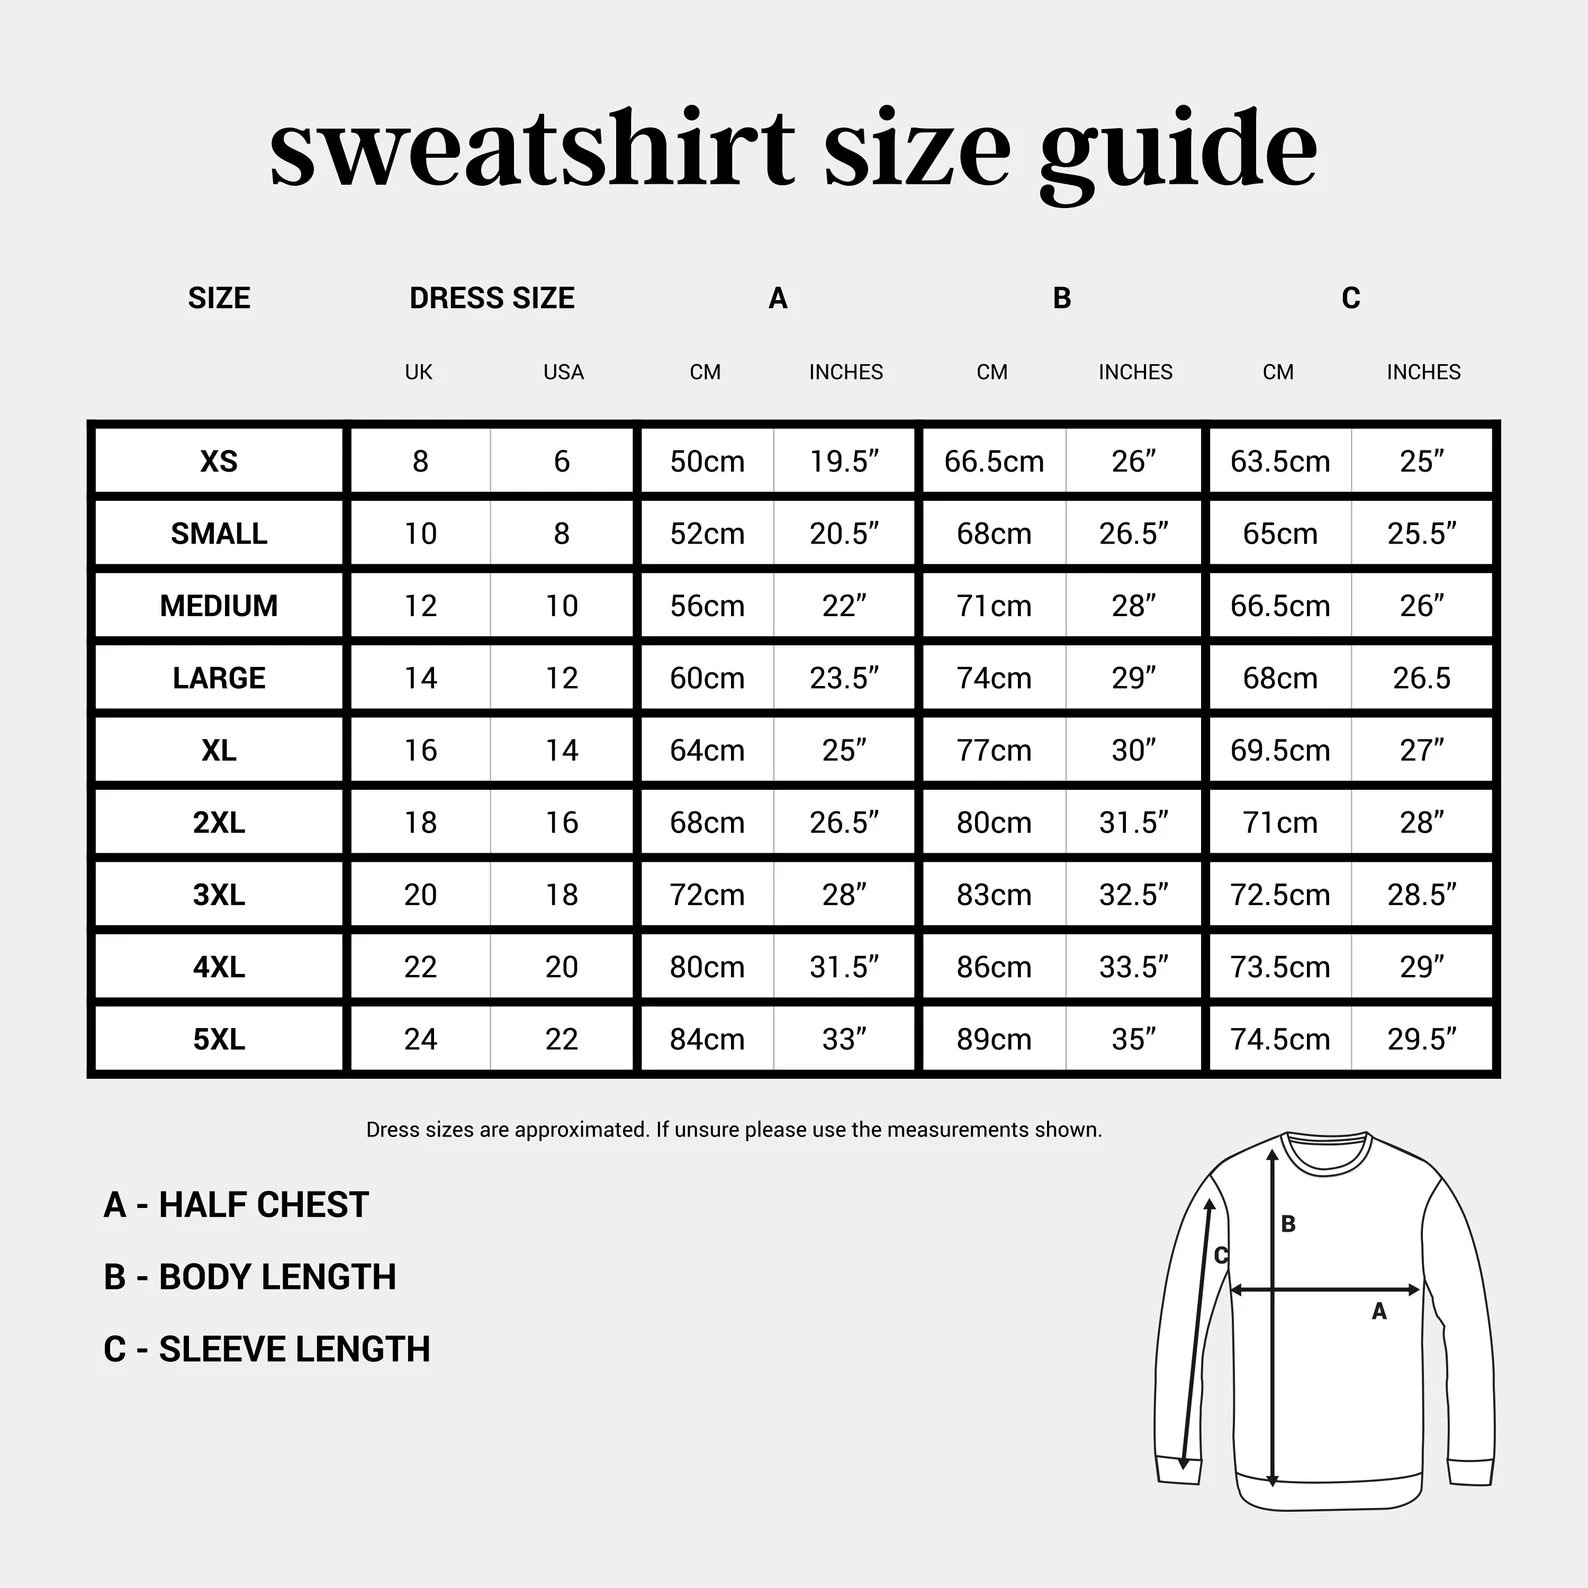 sweatshirt size guide
SIZE DRESS SIZE A B C
UK USA CM INCHES CM INCHES CM INCHES
XS 8 6 50cm 19.5” 66.5cm 26” 63.5cm 25”
SMALL 10 8 52cm 20.5” 68cm 26.5” 65cm 25.5”
MEDIUM 12 10 56cm 22” 71cm 28” 66.5cm 26”
LARGE 14 12 60cm 23.5” 74cm 29” 68cm 26.5
XL 16 14 64cm 25” 77cm 30” 69.5cm 27”
2XL 18 16 68cm 26.5” 80cm 31.5” 71cm 28”
3XL 20 18 72cm 28” 83cm 32.5” 72.5cm 28.5”
4XL 22 20 80cm 31.5” 86cm 33.5” 73.5cm 29”
5XL 24 22 84cm 33” 89cm 35” 74.5cm 29.5”
Dress sizes are approximated. If unsure please use the measurements shown.
A - HALF CHEST
B - BODY LENGTH
C - SLEEVE LENGTH
B
C
A